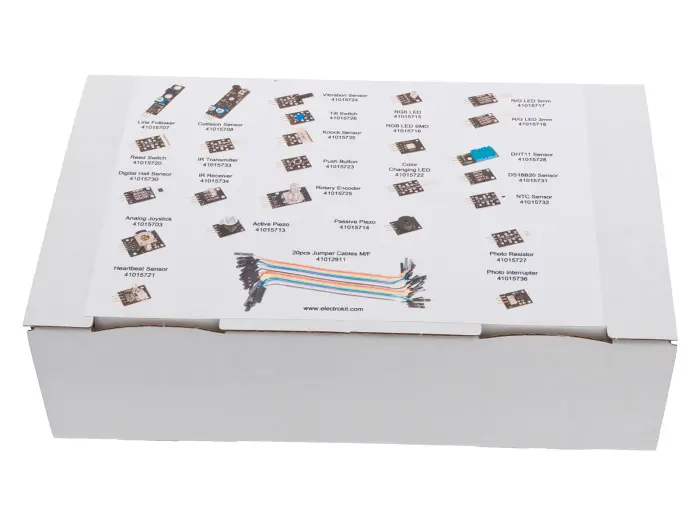 Line Follower
41015707
Collision Sensor
41015708
Vibration Sensor
41015724
Tilt Switch
41015726
Knock Sensor
41015735
RGB LED
41015715
RGB LED SMD
41015716
R/G LED 5mm
41015717
R/G LED 3mm
41015718
Reed Switch
41015720
IR Transmitter
41015733
Push Button
41015723
Color
Changing LED
41015722
DHT11 Sensor
41015728
Digital Hall Sensor
41015730
IR Receiver
41015734
Rotary Encoder
41015725
DS18B20 Sensor
41015731
NTC Sensor
41015732
Analog Joystick
41015703
Active Piezo
41015713
Passive Piezo
41015714
Photo Resistor
41015727
Heartbeat Sensor
41015721
20pcs Jumper Cables M/F
41012911
Photo interrupter
41015736
www.electrokit.com